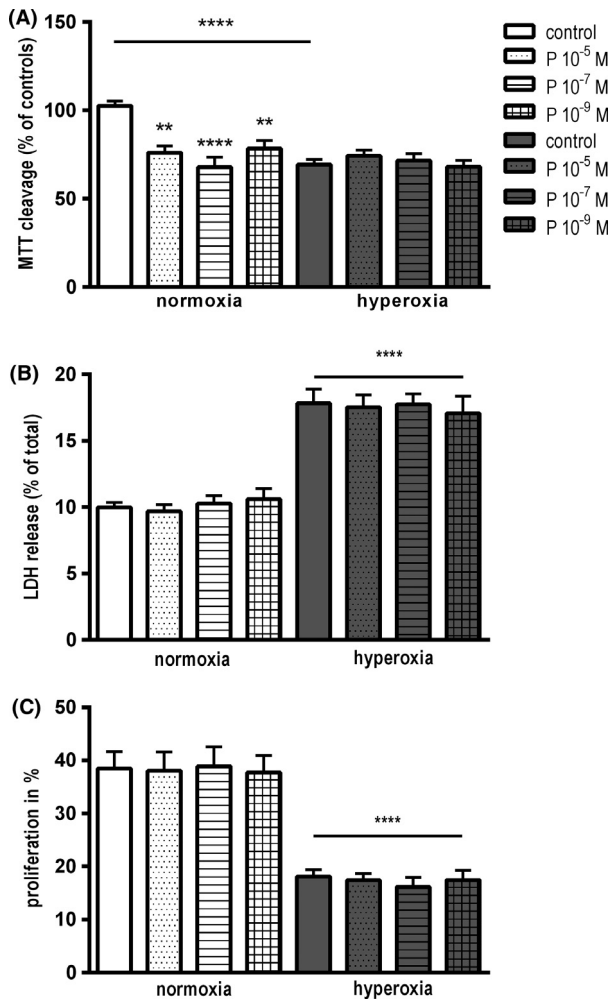 (A)
MTT cleavage (% of controls)
150
100
50
0
****
**
****
**
normoxia
hyperoxia
control
P 10⁻⁵ M
P 10⁻⁷ M
P 10⁻⁹ M
control
P 10⁻⁵ M
P 10⁻⁷ M
P 10⁻⁹ M
(B)
LDH release (% of total)
20
15
10
5
0
****
normoxia
hyperoxia
(C)
proliferation in %
50
40
30
20
10
0
****
normoxia
hyperoxia